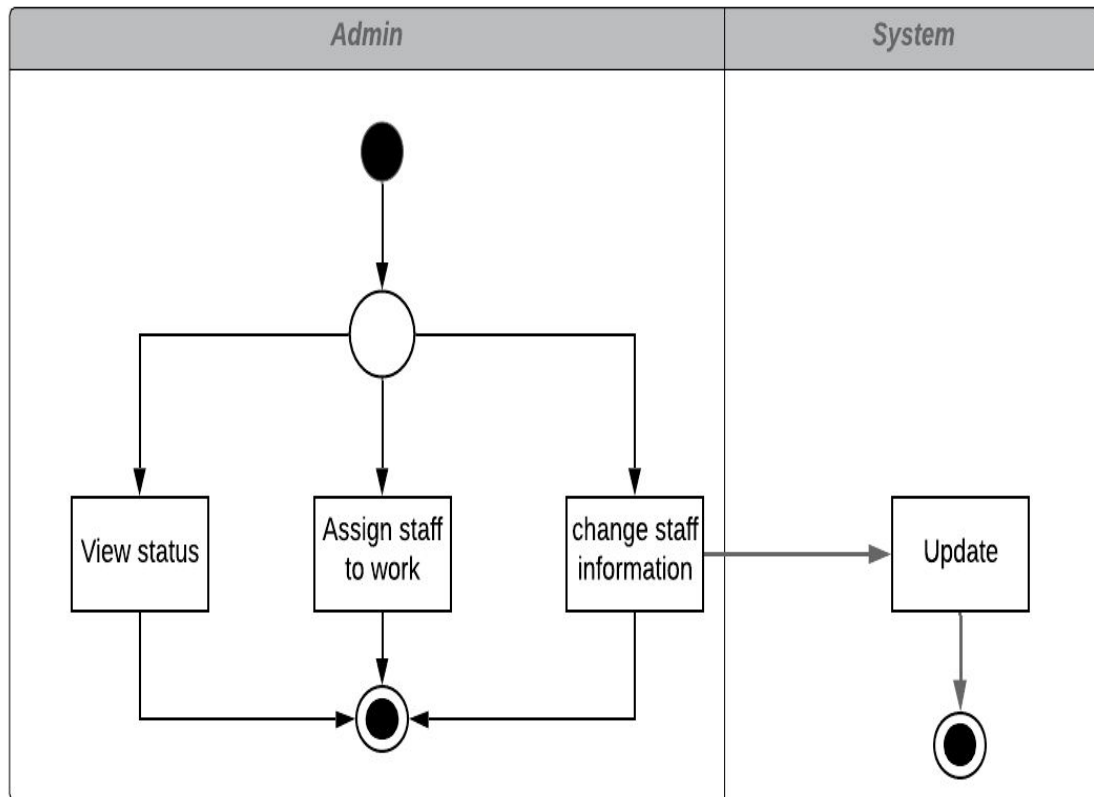 Admin
System
View status
Assign staff
to work
change staff
information
Update